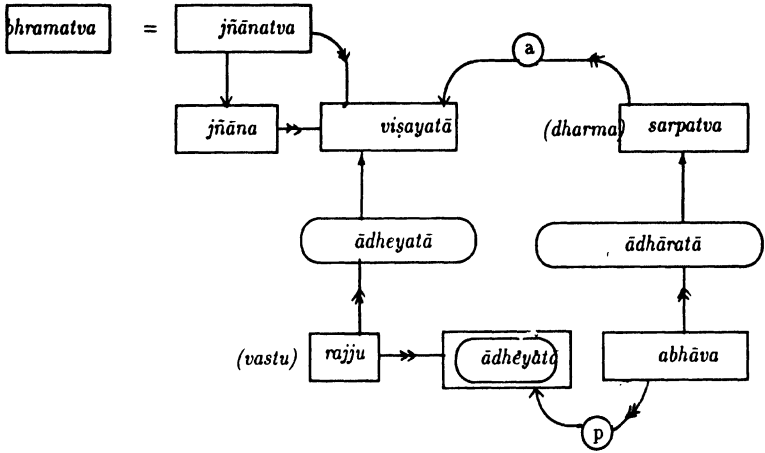 bhramatva = jñānatva
a
jñāna viṣayatā (dharma) sarpatva
ādheyatā ādhāratā
(vastu) rajju ādheyatā abhāva
p